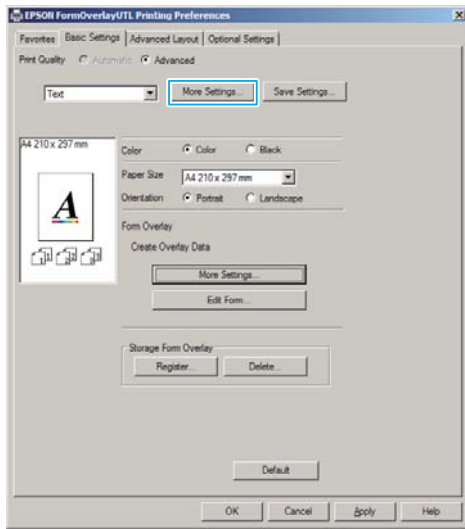 EPSON FormOverlayUTL Printing Preferences
Favorites Basic Settings Advanced Layout Optional Settings
Print Quality Automatic Advanced
Text More Settings... Save Settings...
A4 210 x 297 mm
Color Color Black
Paper Size A4 210 x 297 mm
Orientation Portrait Landscape
A
Form Overlay
Create Overlay Data
More Settings...
Edit Form...
Storage Form Overlay
Register... Delete...
Default
OK Cancel Apply Help